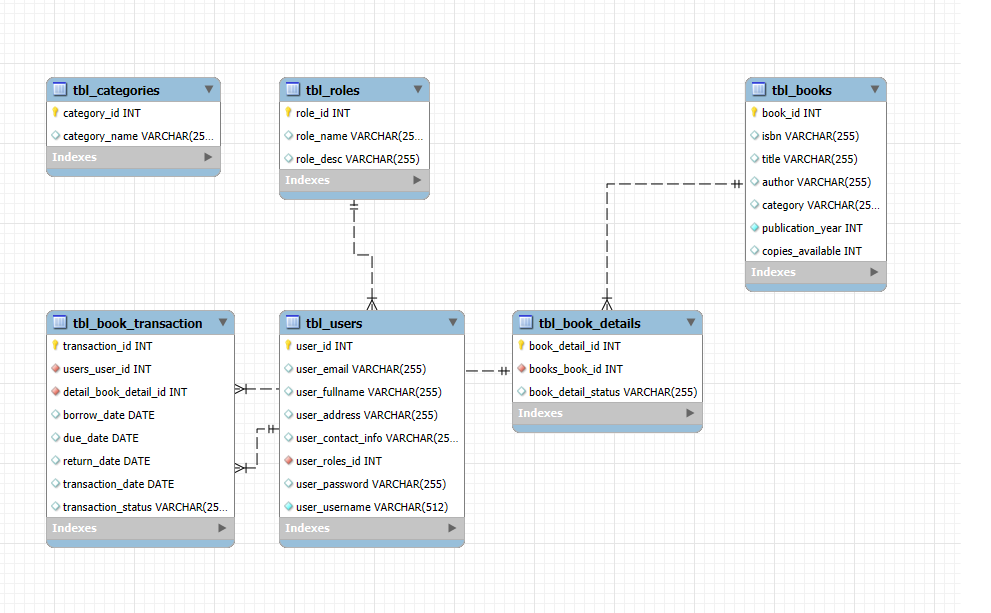 tbl_categories
category_id INT
category_name VARCHAR(25...
Indexes
tbl_roles
role_id INT
role_name VARCHAR(25...
role_desc VARCHAR(255)
Indexes
tbl_books
book_id INT
isbn VARCHAR(255)
title VARCHAR(255)
author VARCHAR(255)
category VARCHAR(25...
publication_year INT
copies_available INT
Indexes
tbl_book_transaction
transaction_id INT
users_user_id INT
detail_book_detail_id INT
borrow_date DATE
due_date DATE
return_date DATE
transaction_date DATE
transaction_status VARCHAR(25...
Indexes
tbl_users
user_id INT
user_email VARCHAR(255)
user_fullname VARCHAR(255)
user_address VARCHAR(255)
user_contact_info VARCHAR(25...
user_roles_id INT
user_password VARCHAR(255)
user_username VARCHAR(512)
Indexes
tbl_book_details
book_detail_id INT
books_book_id INT
book_detail_status VARCHAR(255)
Indexes